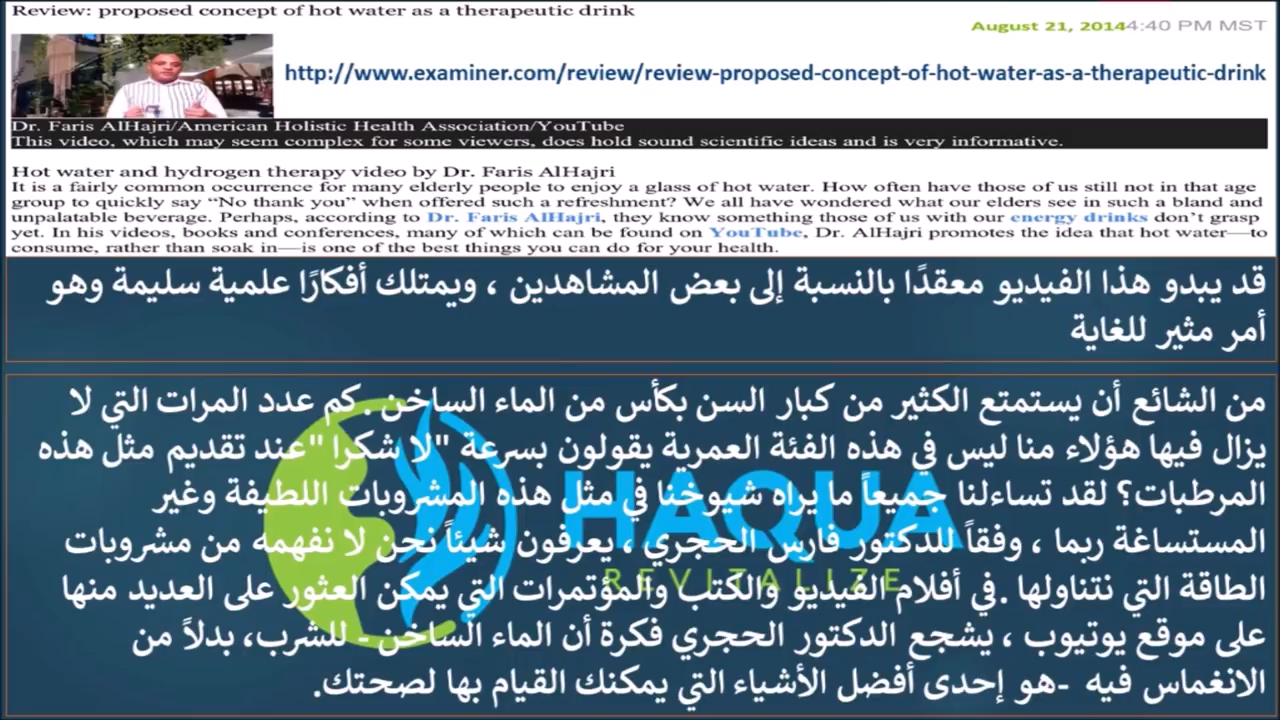 Review: proposed concept of hot water as a therapeutic drink
August 21, 2014 4:40 PM MST
http://www.examiner.com/review/review-proposed-concept-of-hot-water-as-a-therapeutic-drink
Dr. Faris AlHajri/American Holistic Health Association/YouTube
This video, which may seem complex for some viewers, does hold sound scientific ideas and is very informative.
Hot water and hydrogen therapy video by Dr. Faris AlHajri
It is a fairly common occurrence for many elderly people to enjoy a glass of hot water. How often have those of us still not in that age
group to quickly say “No thank you” when offered such a refreshment? We all have wondered what our elders see in such a bland and
unpalatable beverage. Perhaps, according to Dr. Faris AlHajri, they know something those of us with our energy drinks don’t grasp
yet. In his videos, books and conferences, many of which can be found on YouTube, Dr. AlHajri promotes the idea that hot water—to
consume, rather than soak in—is one of the best things you can do for your health.
قد يبدو هذا الفيديو معقدًا بالنسبة إلى بعض المشاهدين ، ويمتلك أفكارًا علمية سليمة وهو
أمر مثير للغاية
من الشائع أن يستمتع الكثير من كبار السن بكأس من الماء الساخن .كم عدد المرات التي لا
يزال فيها هؤلاء منا ليس في هذه الفئة العمرية يقولون بسرعة "لا شكرا "عند تقديم مثل هذه
المرطبات؟ لقد تساءلنا جميعاً ما يراه شيوخنا في مثل هذه المشروبات اللطيفة وغير
المستساغة ربما ، وفقاً للدكتور فارس الحجري ، يعرفون شيئاً نحن لا نفهمه من مشروبات
الطاقة التي نتناولها .في أفلام الفيديو والكتب والمؤتمرات التي يمكن العثور على العديد منها
على موقع يوتيوب ، يشجع الدكتور الحجري فكرة أن الماء الساخن - للشرب، بدلاً من
الانغماس فيه -هو إحدى أفضل الأشياء التي يمكنك القيام بها لصحتك.
HAQUA
REVITALIZE